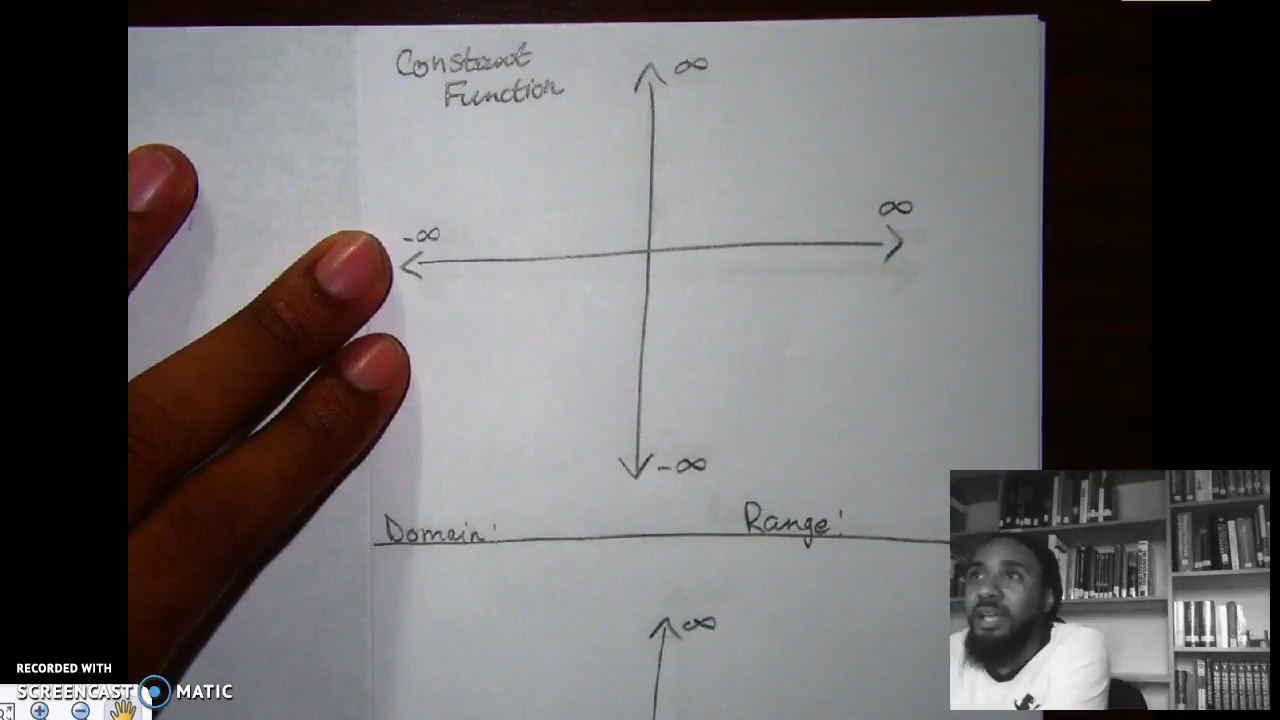 Constant
Function
∞
∞
-∞
-∞
Domain:
Range:
∞
RECORDED WITH
SCREENCAST MATIC